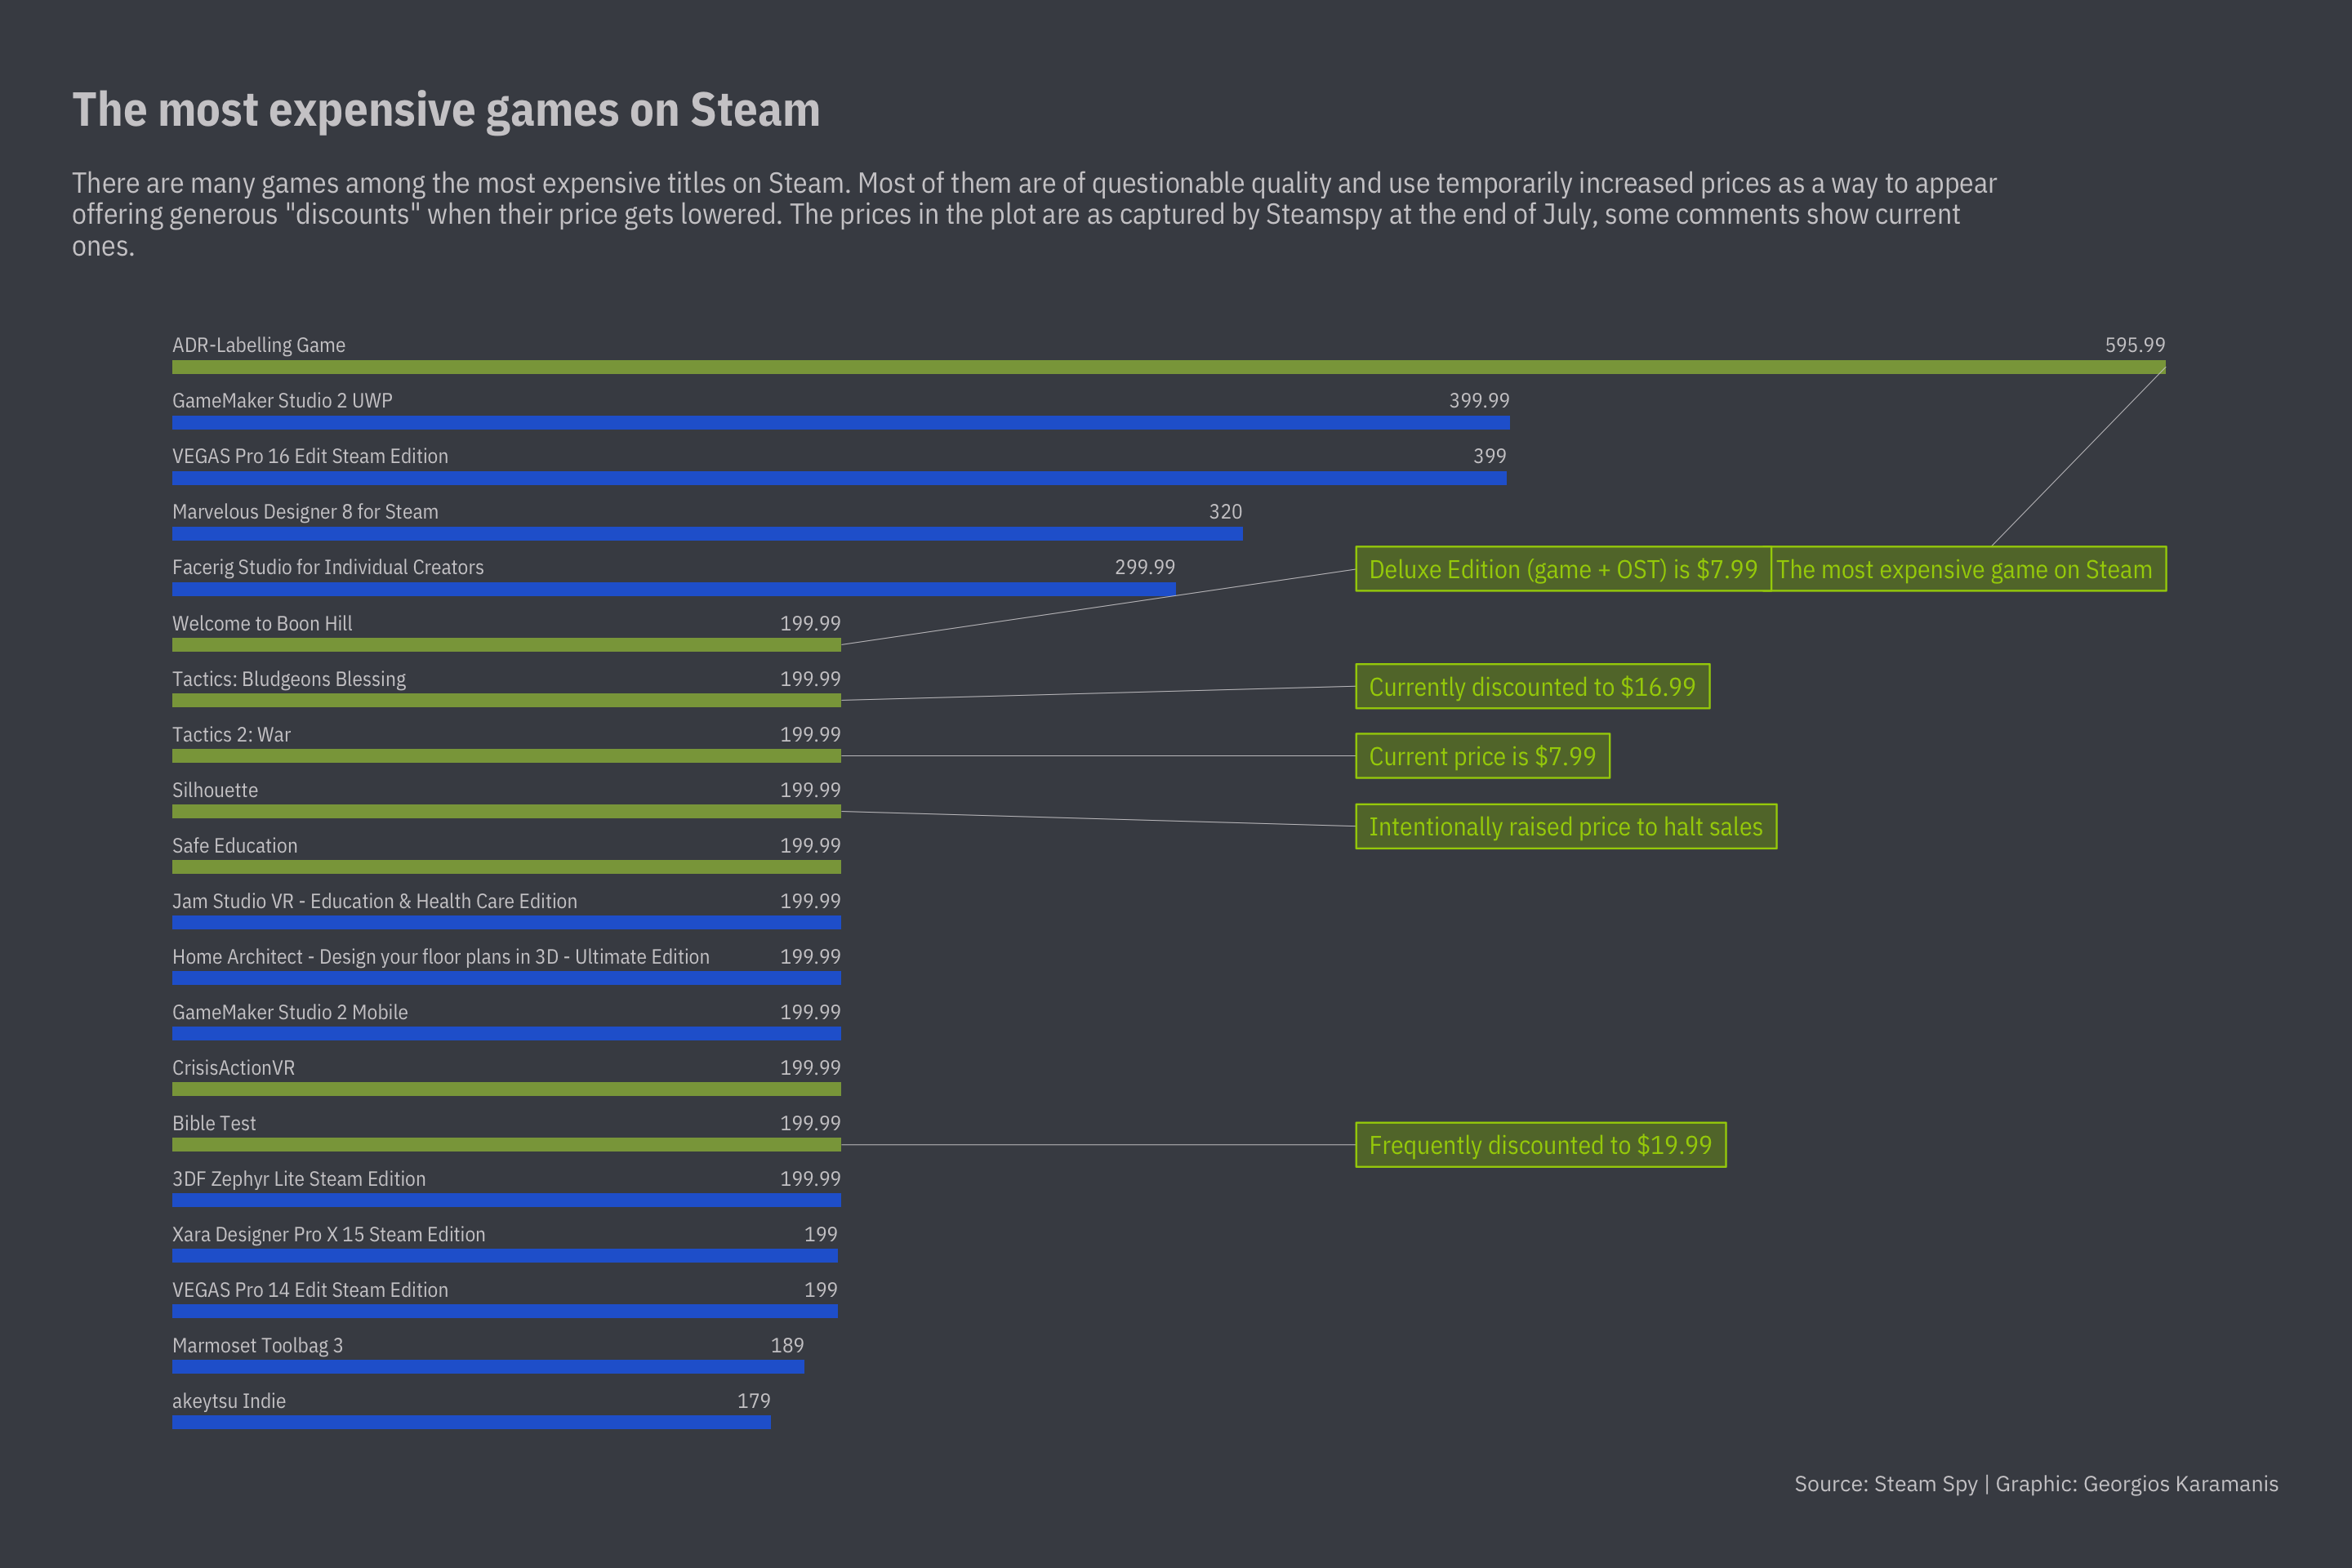 The most expensive games on Steam
There are many games among the most expensive titles on Steam. Most of them are of questionable quality and use temporarily increased prices as a way to appear
offering generous "discounts" when their price gets lowered. The prices in the plot are as captured by Steamspy at the end of July, some comments show current
ones.
ADR-Labelling Game 595.99
GameMaker Studio 2 UWP 399.99
VEGAS Pro 16 Edit Steam Edition 399
Marvelous Designer 8 for Steam 320
Facerig Studio for Individual Creators 299.99
Deluxe Edition (game + OST) is $7.99
The most expensive game on Steam
Welcome to Boon Hill 199.99
Tactics: Bludgeons Blessing 199.99
Currently discounted to $16.99
Tactics 2: War 199.99
Current price is $7.99
Silhouette 199.99
Intentionally raised price to halt sales
Safe Education 199.99
Jam Studio VR - Education & Health Care Edition 199.99
Home Architect - Design your floor plans in 3D - Ultimate Edition 199.99
GameMaker Studio 2 Mobile 199.99
CrisisActionVR 199.99
Bible Test 199.99
Frequently discounted to $19.99
3DF Zephyr Lite Steam Edition 199.99
Xara Designer Pro X 15 Steam Edition 199
VEGAS Pro 14 Edit Steam Edition 199
Marmoset Toolbag 3 189
akeytsu Indie 179
Source: Steam Spy | Graphic: Georgios Karamanis